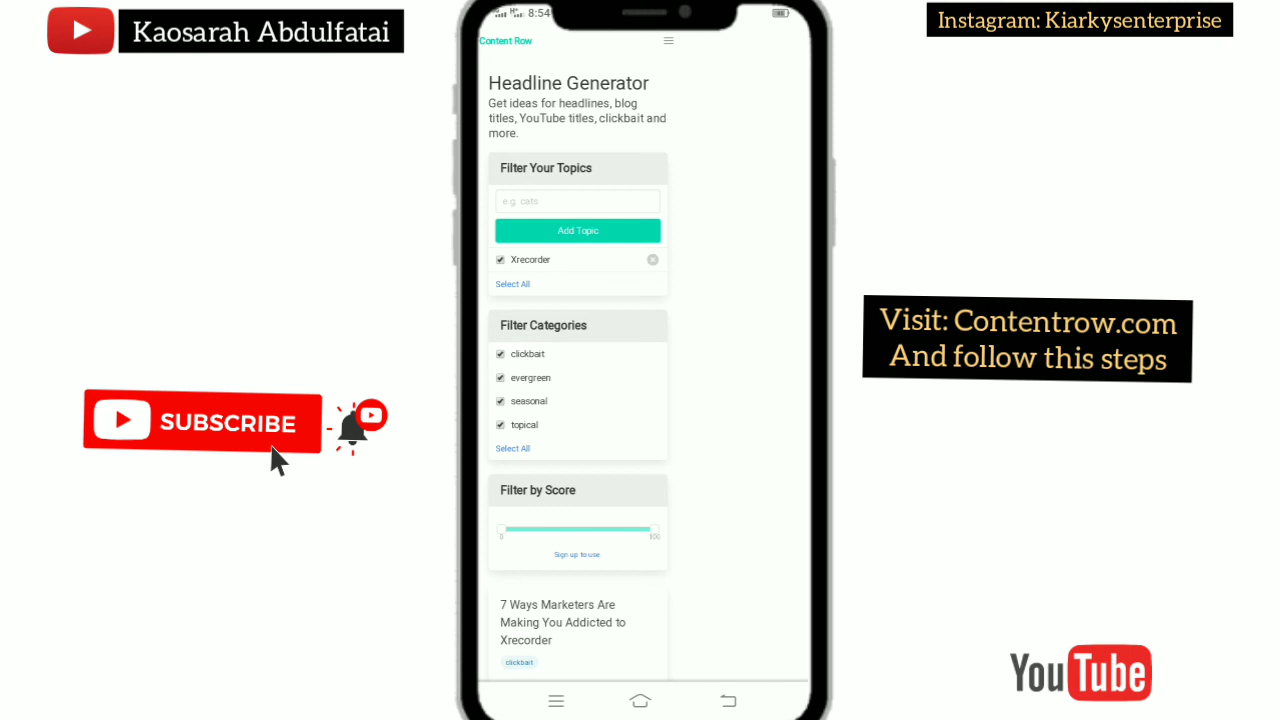 Kaosarah Abdulfatai
Instagram: Kiarkysenterprise
8:54
Content Row
Headline Generator
Get ideas for headlines, blog
titles, YouTube titles, clickbait and
more.
Filter Your Topics
e.g. cats
Add Topic
Xrecorder
Select All
Filter Categories
clickbait
evergreen
seasonal
topical
Select All
Filter by Score
0
100
Sign up to use
7 Ways Marketers Are
Making You Addicted to
Xrecorder
clickbait
Visit: Contentrow.com
And follow this steps
SUBSCRIBE
YouTube